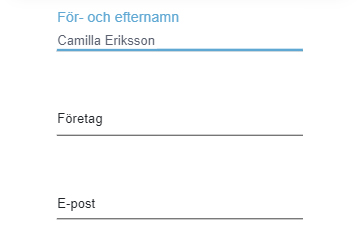 För- och efternamn
Camilla Eriksson
Företag
E-post